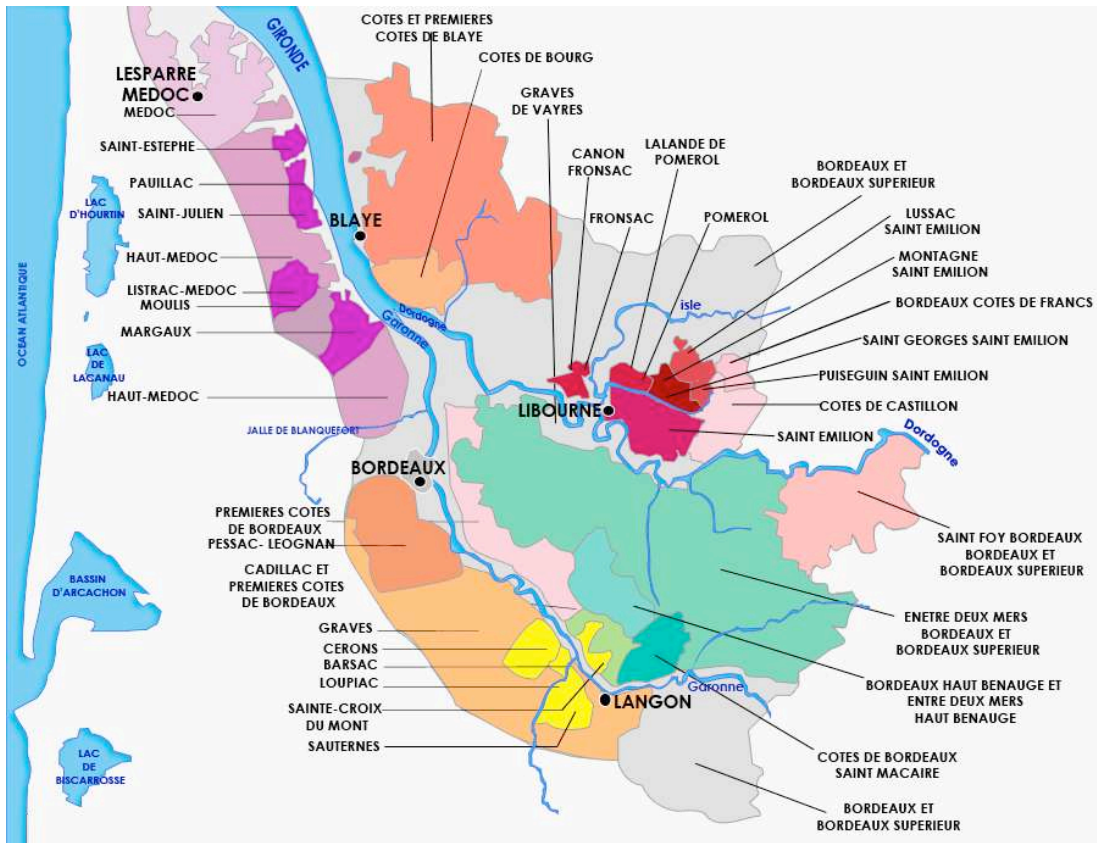 COTES ET PREMIERES
COTES DE BLAYE
GIRONDE
COTES DE BOURG
LESPARRE
MEDOC
MEDOC
GRAVES
DE VAYRES
SAINT-ESTEPHE
CANON
FRONSAC
LALANDE DE
POMEROL
BORDEAUX ET
BORDEAUX SUPERIEUR
PAUILLAC
LAC
D'HOURTIN
SAINT-JULIEN
BLAYE
FRONSAC
POMEROL
LUSSAC
SAINT EMILION
HAUT-MEDOC
MONTAGNE
SAINT EMILION
LISTRAC-MEDOC
MOULIS
isle
BORDEAUX COTES DE FRANCS
MARGAUX
Dordogne
Garonne
SAINT GEORGES SAINT EMILION
OCEAN ATLANTIQUE
LAC
DE
LACANAU
PUISEGUIN SAINT EMILION
HAUT-MEDOC
LIBOURNE
COTES DE CASTILLON
JALLE DE BLANQUEFORT
SAINT EMILION
Dordogne
BORDEAUX
PREMIERES COTES
DE BORDEAUX
PESSAC- LEOGNAN
SAINT FOY BORDEAUX
BORDEAUX ET
BORDEAUX SUPERIEUR
CADILLAC ET
PREMIERES COTES
DE BORDEAUX
BASSIN
D'ARCACHON
GRAVES
ENETRE DEUX MERS
BORDEAUX ET
BORDEAUX SUPERIEUR
CERONS
BARSAC
LOUPIAC
Garonne
BORDEAUX HAUT BENAUGE ET
ENTRE DEUX MERS
HAUT BENAUGE
SAINTE-CROIX
DU MONT
LANGON
SAUTERNES
LAC
DE
BISCARROSSE
COTES DE BORDEAUX
SAINT MACAIRE
BORDEAUX ET
BORDEAUX SUPERIEUR